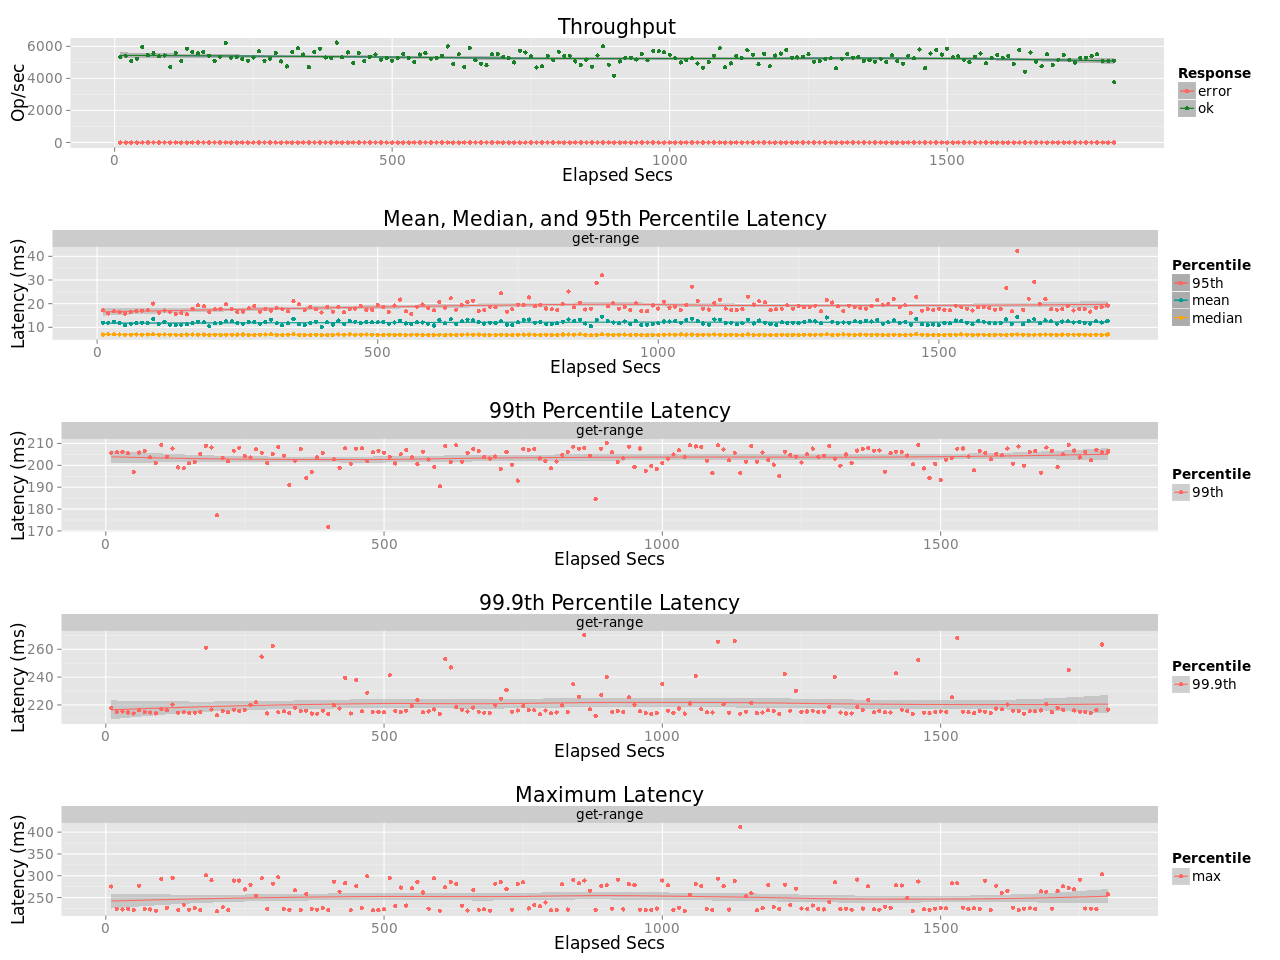 Throughput
6000
4000
2000
0
Op/sec
0 500 1000 1500
Elapsed Secs
Response
error
ok
Mean, Median, and 95th Percentile Latency
get-range
40
30
20
10
Latency (ms)
0 500 1000 1500
Elapsed Secs
Percentile
95th
mean
median
99th Percentile Latency
get-range
210
200
190
180
170
Latency (ms)
0 500 1000 1500
Elapsed Secs
Percentile
99th
99.9th Percentile Latency
get-range
260
240
220
Latency (ms)
0 500 1000 1500
Elapsed Secs
Percentile
99.9th
Maximum Latency
get-range
400
350
300
250
Latency (ms)
0 500 1000 1500
Elapsed Secs
Percentile
max